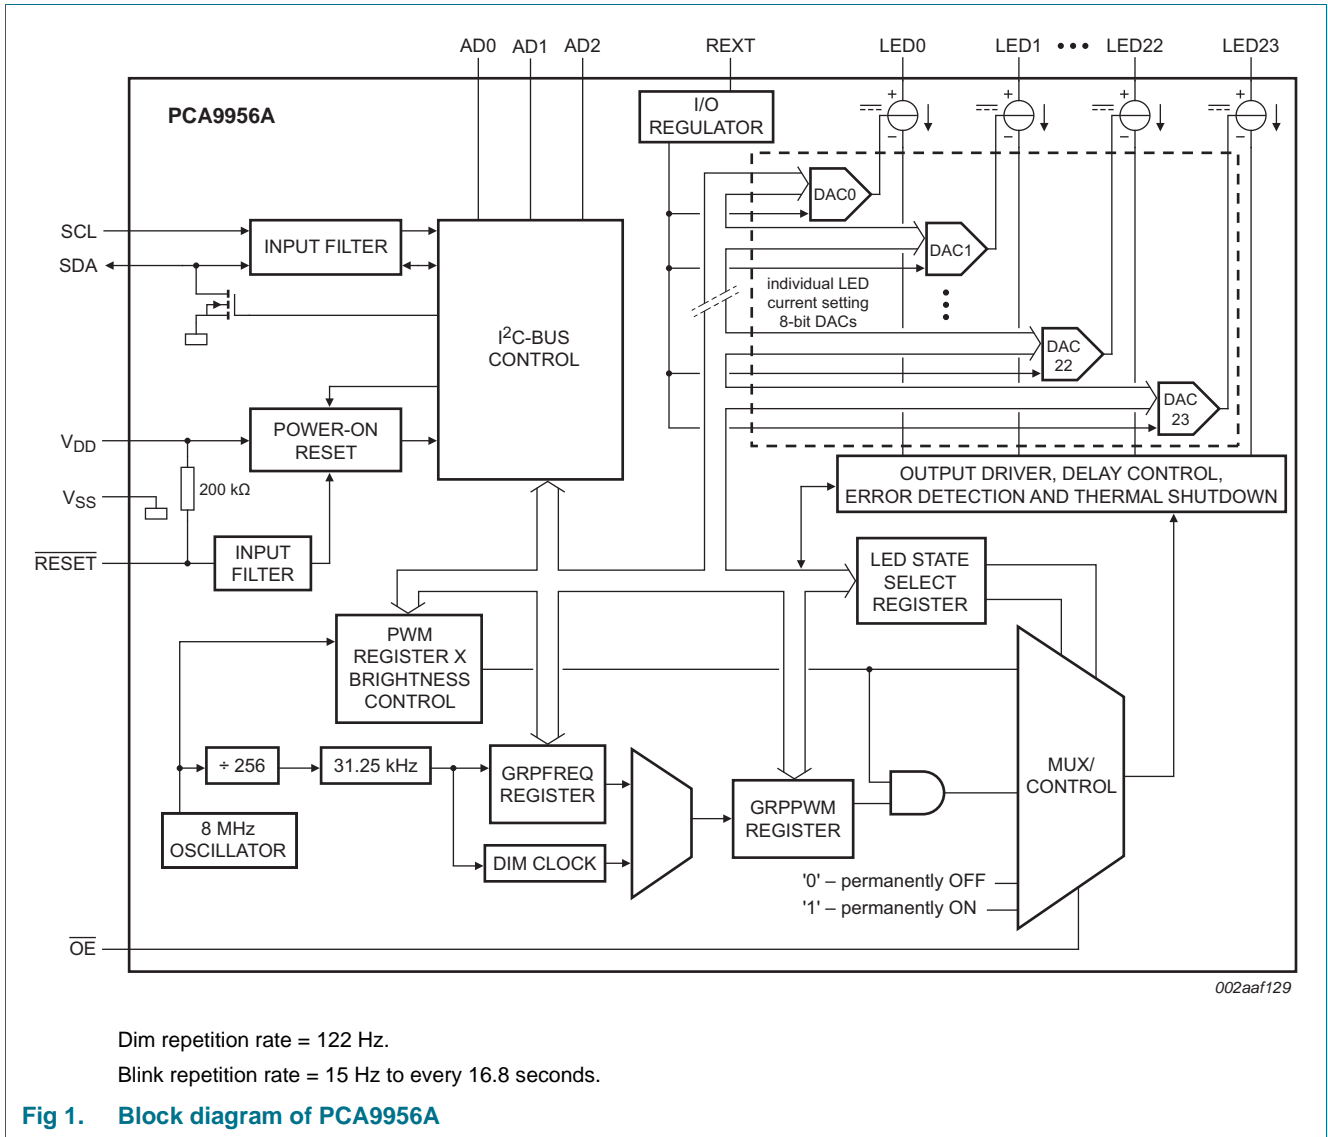 AD0 AD1 AD2 REXT LED0 LED1 ••• LED22 LED23
PCA9956A
I/O
REGULATOR
+ + + +
− − − −
DAC0
SCL
INPUT FILTER
SDA
DAC1
individual LED
current setting
8-bit DACs
I2C-BUS
CONTROL
DAC
22
DAC
23
POWER-ON
RESET
VDD
200 kΩ
VSS
OUTPUT DRIVER, DELAY CONTROL,
ERROR DETECTION AND THERMAL SHUTDOWN
RESET
INPUT
FILTER
LED STATE
SELECT
REGISTER
PWM
REGISTER X
BRIGHTNESS
CONTROL
÷ 256
31.25 kHz
GRPFREQ
REGISTER
MUX/
CONTROL
GRPPWM
REGISTER
8 MHz
OSCILLATOR
DIM CLOCK
'0' – permanently OFF
'1' – permanently ON
OE
002aaf129
Dim repetition rate = 122 Hz.
Blink repetition rate = 15 Hz to every 16.8 seconds.
Fig 1. Block diagram of PCA9956A